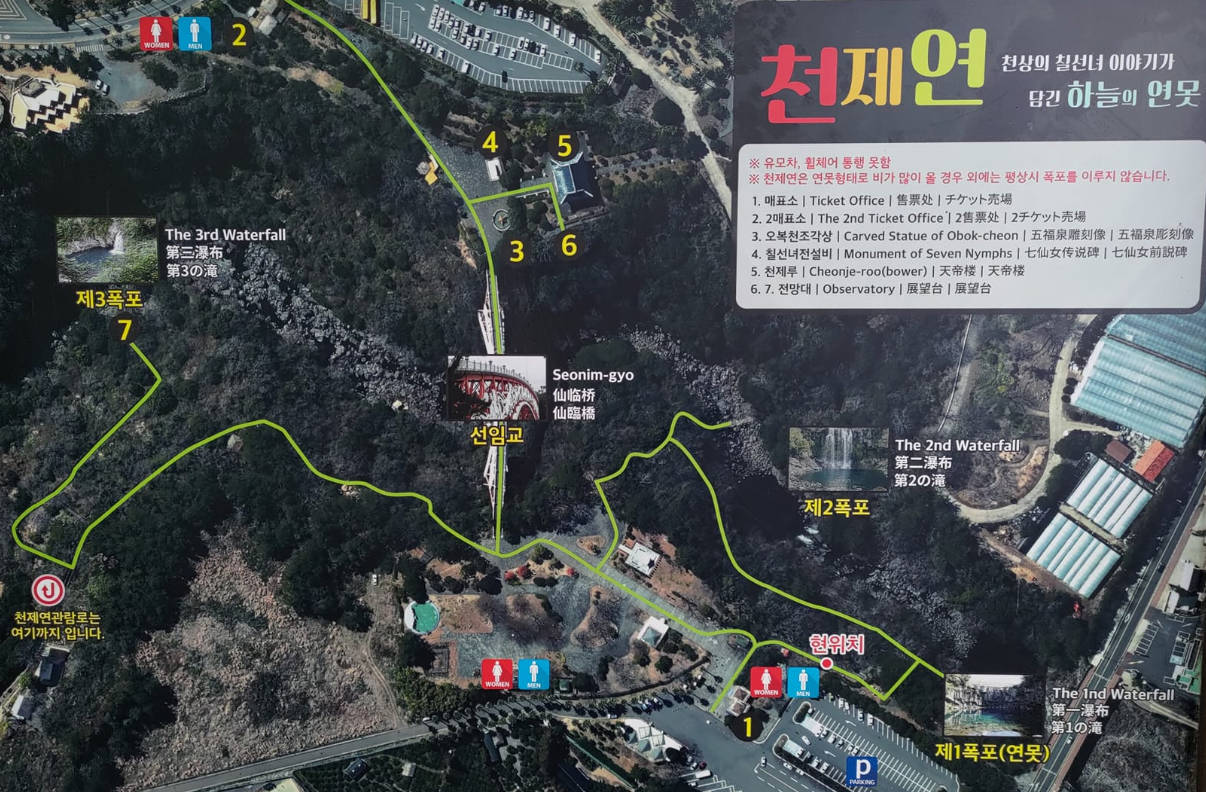 WOMEN
MEN
2
천제연
천상의 칠선녀 이야기가
담긴 하늘의 연못
※ 유모차, 휠체어 통행 못함
※ 천제연은 연못형태로 비가 많이 올 경우 외에는 평상시 폭포를 이루지 않습니다.
1. 매표소 | Ticket Office | 售票处 | チケット売場
2. 2매표소 | The 2nd Ticket Office | 2售票处 | 2チケット売場
3. 오복천조각상 | Carved Statue of Obok-cheon | 五福泉雕刻像 | 五福泉彫刻像
4. 칠선녀전설비 | Monument of Seven Nymphs | 七仙女传说碑 | 七仙女前説碑
5. 천제루 | Cheonje-roo(bower) | 天帝楼 | 天帝楼
6. 7. 전망대 | Observatory | 展望台 | 展望台
4
5
3
6
The 3rd Waterfall
第三瀑布
第3の滝
제3폭포
7
Seonim-gyo
仙临桥
仙臨橋
선임교
The 2nd Waterfall
第二瀑布
第2の滝
제2폭포
천제연관람로는
여기까지 입니다.
현위치
WOMEN
MEN
WOMEN
MEN
1
P
PARKING
The 1nd Waterfall
第一瀑布
第1の滝
제1폭포(연못)